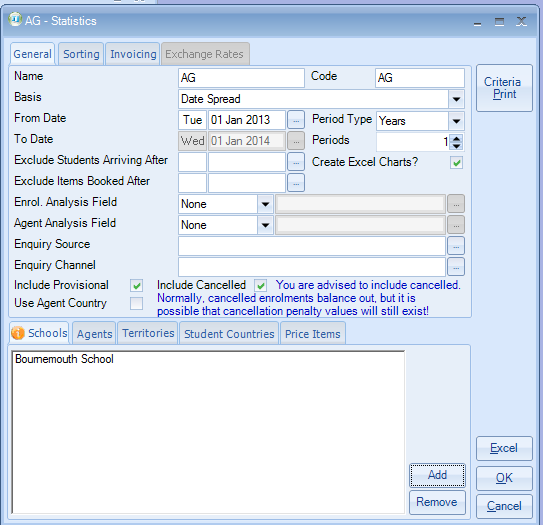 AG - Statistics
General Sorting Invoicing Exchange Rates
Name AG Code AG
Criteria
Print
Basis Date Spread
From Date Tue 01 Jan 2013 ... Period Type Years
To Date Wed 01 Jan 2014 ... Periods 1
Exclude Students Arriving After ... Create Excel Charts?
Exclude Items Booked After ...
Enrol. Analysis Field None ...
Agent Analysis Field None ...
Enquiry Source ...
Enquiry Channel ...
Include Provisional Include Cancelled You are advised to include cancelled.
Use Agent Country Normally, cancelled enrolments balance out, but it is
possible that cancellation penalty values will still exist!
Schools Agents Territories Student Countries Price Items
Bournemouth School
Excel
Add OK
Remove Cancel